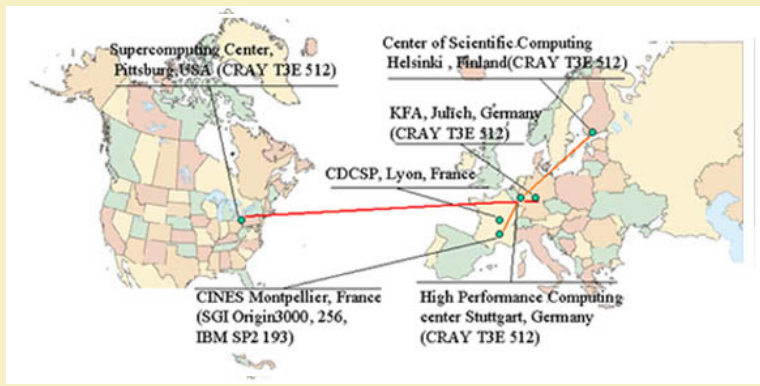 Supercomputing Center,
Pittsburg,USA (CRAY T3E 512)
Center of Scientific Computing
Helsinki , Finland(CRAY T3E 512)
KFA, Julich, Germany
(CRAY T3E 512)
CDCSP, Lyon, France
CINES Montpellier, France
(SGI Origin3000, 256,
IBM SP2 193)
High Performance Computing
center Stuttgart, Germany
(CRAY T3E 512)